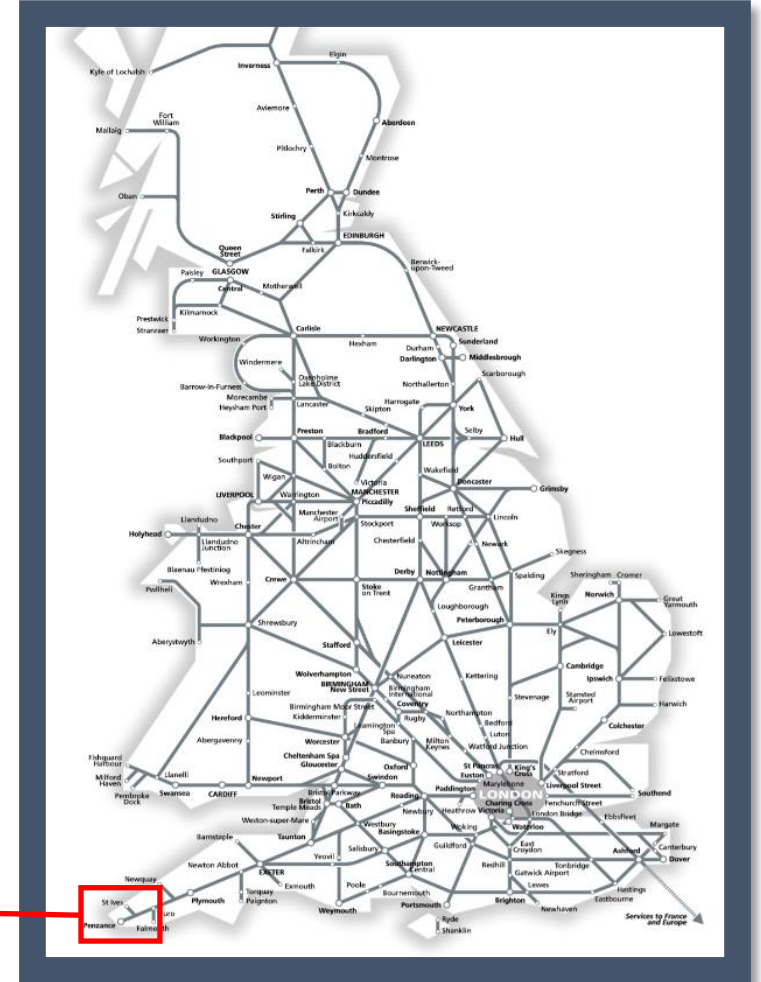 Elgin
Inverness
Kyle of Lochalsh
Aviemore
Fort
William
Aberdeen
Mallaig
Pitlochry
Montrose
Perth
Dundee
Oban
Kirkcaldy
Stirling
EDINBURGH
Queen
Street
Falkirk
Berwick-
upon-Tweed
Paisley
GLASGOW
Central
Motherwell
Kilmarnock
Prestwick
Stranraer
Carlisle
NEWCASTLE
Sunderland
Workington
Hexham
Durham
Darlington
Middlesbrough
Windermere
Scarborough
Oxenholme
Lake District
Northallerton
Barrow-in-Furness
Morecambe
Heysham Port
Lancaster
Harrogate
York
Skipton
Blackpool
Preston
Bradford
Selby
Hull
Blackburn
LEEDS
Huddersfield
Southport
Bolton
Wakefield
Wigan
Victoria
Doncaster
Grimsby
LIVERPOOL
Warrington
MANCHESTER
Piccadilly
Manchester
Airport
Sheffield
Retford
Lincoln
Llandudno
Chester
Stockport
Worksop
Holyhead
Llandudno
Junction
Altrincham
Chesterfield
Newark
Skegness
Blaenau Ffestiniog
Wrexham
Crewe
Stoke
on Trent
Derby
Nottingham
Grantham
Spalding
Sheringham
Cromer
Pwllheli
Kings
Lynn
Norwich
Great
Yarmouth
Loughborough
Peterborough
Ely
Lowestoft
Aberystwyth
Shrewsbury
Stafford
Leicester
Wolverhampton
BIRMINGHAM
New Street
Nuneaton
Kettering
Cambridge
Birmingham
International
Stansted
Airport
Ipswich
Felixstowe
Leominster
Birmingham Moor Street
Coventry
Stevenage
Harwich
Kidderminster
Rugby
Northampton
Hereford
Leamington
Spa
Bedford
Colchester
Worcester
Banbury
Milton
Keynes
Luton
Abergavenny
Watford Junction
Chelmsford
Cheltenham Spa
Fishguard
Harbour
Gloucester
Oxford
St Pancras
King's
Cross
Euston
Stratford
Milford
Haven
Llanelli
Newport
Swindon
Paddington
Marylebone
Liverpool Street
Pembroke
Dock
Swansea
CARDIFF
Bristol Parkway
Reading
LONDON
Southend
Bristol
Temple Meads
Bath
Newbury
Heathrow
Victoria
Charing Cross
Fenchurch Street
London Bridge
Ebbsfleet
Weston-super-Mare
Westbury
Basingstoke
Woking
Waterloo
Margate
Barnstaple
Taunton
Salisbury
Guildford
East
Croydon
Canterbury
Yeovil
Southampton
Central
Redhill
Tonbridge
Ashford
Dover
Newton Abbot
EXETER
Gatwick Airport
Newquay
Exmouth
Poole
Bournemouth
Lewes
Hastings
Torquay
Paignton
Plymouth
Weymouth
Portsmouth
Brighton
Newhaven
Eastbourne
St Ives
Ryde
Shanklin
Services to France
and Europe
Penzance
Falmouth